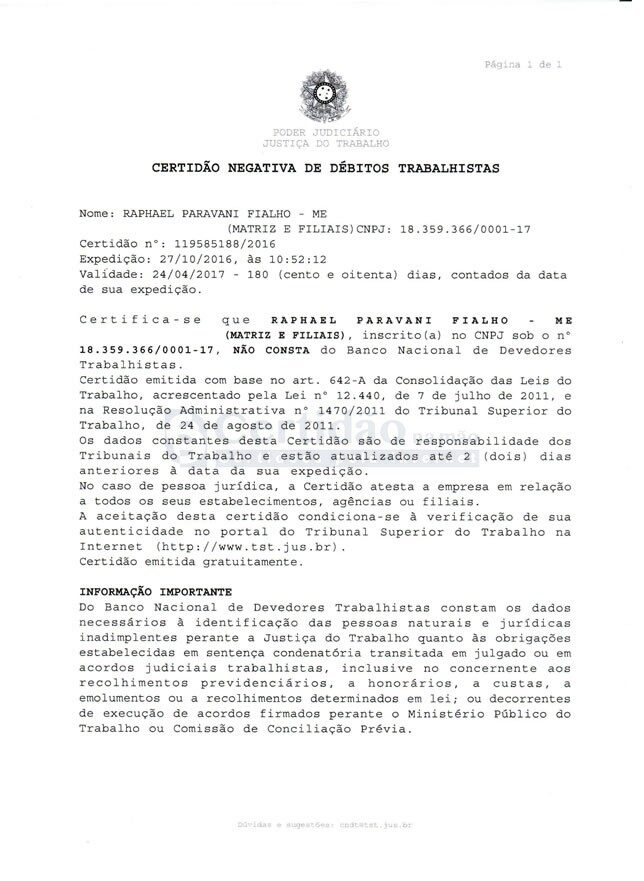 Página 1 de 1
PODER JUDICIÁRIO
JUSTIÇA DO TRABALHO
CERTIDÃO NEGATIVA DE DÉBITOS TRABALHISTAS
Nome: RAPHAEL PARAVANI FIALHO - ME
(MATRIZ E FILIAIS)CNPJ: 18.359.366/0001-17
Certidão nº: 119585188/2016
Expedição: 27/10/2016, às 10:52:12
Validade: 24/04/2017 - 180 (cento e oitenta) dias, contados da data
de sua expedição.
Certifica-se que RAPHAEL PARAVANI FIALHO - ME
(MATRIZ E FILIAIS), inscrito(a) no CNPJ sob o nº
18.359.366/0001-17, NÃO CONSTA do Banco Nacional de Devedores
Trabalhistas.
Certidão emitida com base no art. 642-A da Consolidação das Leis do
Trabalho, acrescentado pela Lei nº 12.440, de 7 de julho de 2011, e
na Resolução Administrativa nº 1470/2011 do Tribunal Superior do
Trabalho, de 24 de agosto de 2011.
Os dados constantes desta Certidão são de responsabilidade dos
Tribunais do Trabalho e estão atualizados até 2 (dois) dias
anteriores à data da sua expedição.
No caso de pessoa jurídica, a Certidão atesta a empresa em relação
a todos os seus estabelecimentos, agências ou filiais.
A aceitação desta certidão condiciona-se à verificação de sua
autenticidade no portal do Tribunal Superior do Trabalho na
Internet (http://www.tst.jus.br).
Certidão emitida gratuitamente.
INFORMAÇÃO IMPORTANTE
Do Banco Nacional de Devedores Trabalhistas constam os dados
necessários à identificação das pessoas naturais e jurídicas
inadimplentes perante a Justiça do Trabalho quanto às obrigações
estabelecidas em sentença condenatória transitada em julgado ou em
acordos judiciais trabalhistas, inclusive no concernente aos
recolhimentos previdenciários, a honorários, a custas, a
emolumentos ou a recolhimentos determinados em lei; ou decorrentes
de execução de acordos firmados perante o Ministério Público do
Trabalho ou Comissão de Conciliação Prévia.
Dúvidas e sugestões: cndt@tst.jus.br